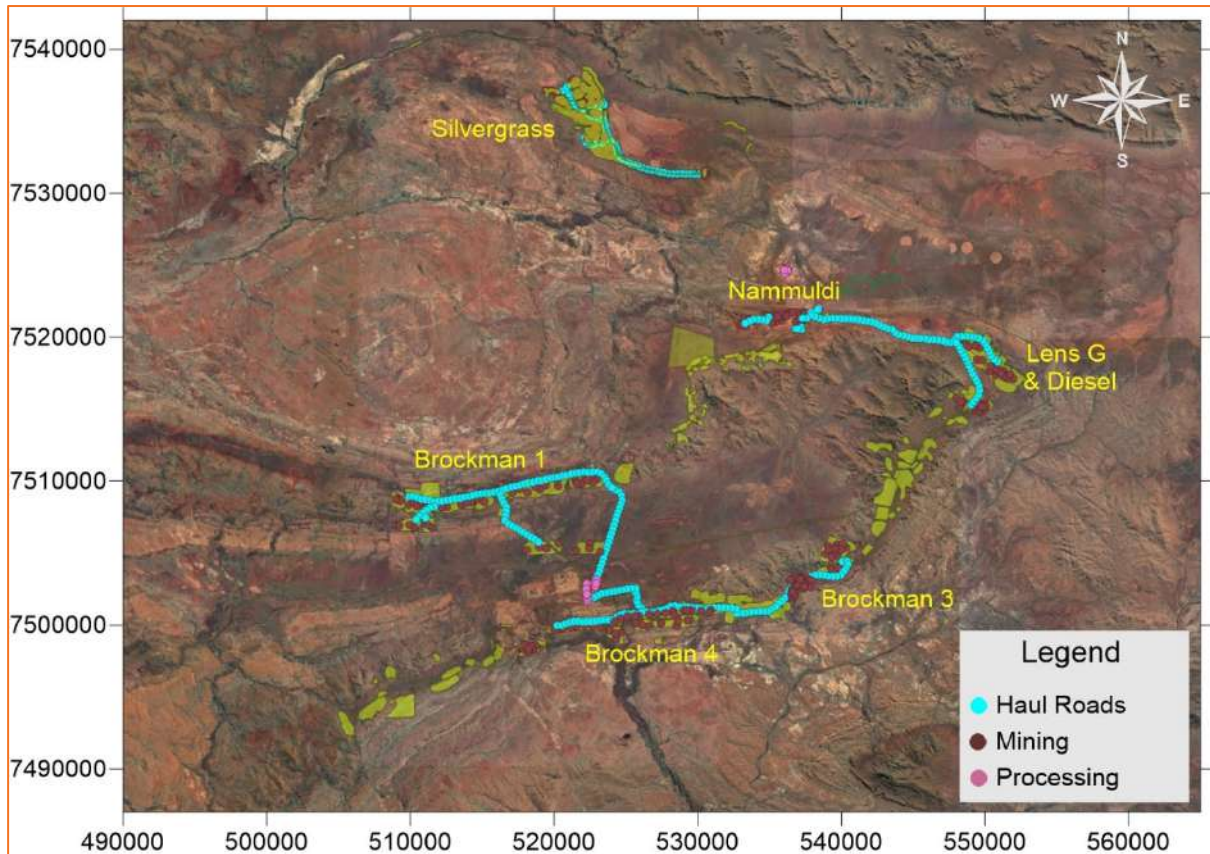 7540000
7530000
7520000
7510000
7500000
7490000
490000
500000
510000
520000
530000
540000
550000
560000
N
W
E
S
Silvergrass
Nammuldi
Lens G
& Diesel
Brockman 1
Brockman 3
Brockman 4
Legend
Haul Roads
Mining
Processing